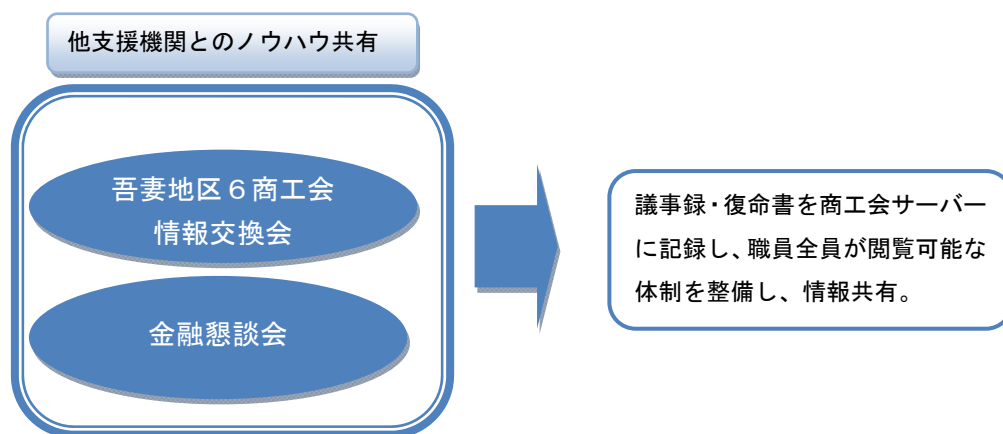 他支援機関とのノウハウ共有
吾妻地区６商工会
情報交換会
金融懇談会
議事録・復命書を商工会サーバー
に記録し、職員全員が閲覧可能な
体制を整備し、情報共有。